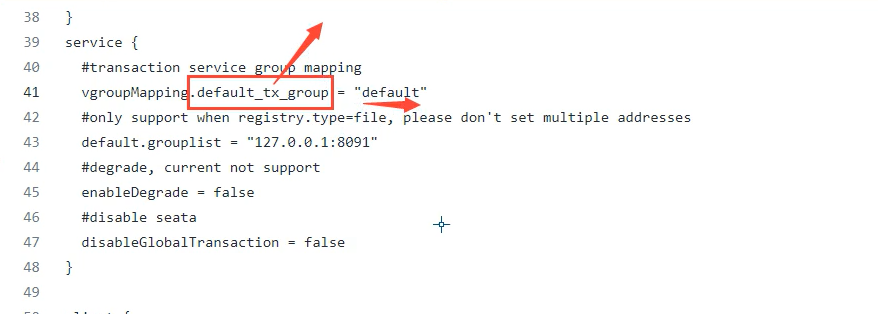 38 }
39 service {
40 #transaction service group mapping
41 vgroupMapping.default_tx_group = "default"
42 #only support when registry.type=file, please don't set multiple addresses
43 default.grouplist = "127.0.0.1:8091"
44 #degrade, current not support
45 enableDegrade = false
46 #disable seata
47 disableGlobalTransaction = false
48 }
49